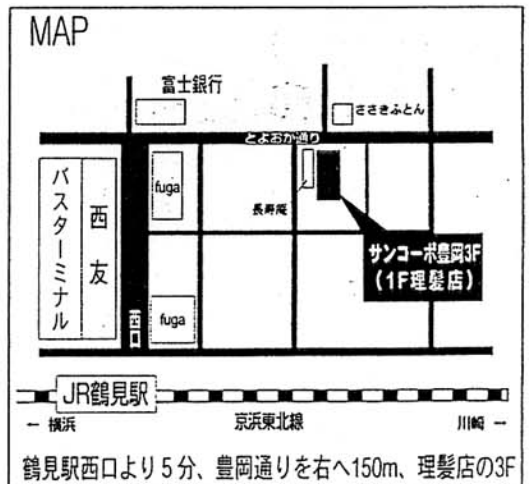 MAP
富士銀行
ささきふとん
とよおか通り
バスターミナル
西友
fuga
長寿庵
サンコーポ豊岡3F
(1F理髪店)
fuga
西口
JR鶴見駅
← 横浜
京浜東北線
川崎 →
鶴見駅西口より5分、豊岡通りを右へ150m、理髪店の3F